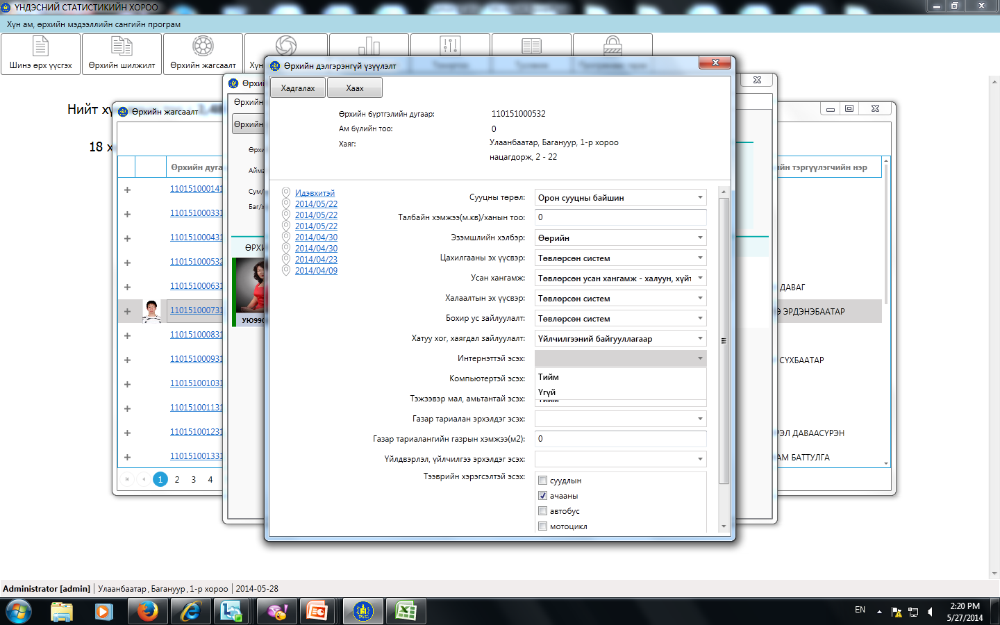 ҮНДЭСНИЙ СТАТИСТИКИЙН ХОРОО
Хүн ам, өрхийн мэдээллийн сангийн програм
Шинэ өрх үүсгэх
Өрхийн шилжилт
Өрхийн жагсаалт
Нийт
18
Өрхийн жагсаалт
Өрхийн дуга
ийн тэргүүлэгчийн нэр
110151000141
110151000331
110151000431
110151000532
110151000631
ДАВАГ
110151000731
ЭРДЭНЭБААТАР
110151000831
110151000931
СҮХБААТАР
110151001031
110151001131
110151001231
РЭЛ ДАВААСҮРЭН
110151001331
АМ БАТТУЛГА
1 2 3 4
Өрхий
Өрхийн
Өрхийн
Өрхи
Айма
Сум/
Баг/х
ӨРХИ
УЮ990
Өрхийн дэлгэрэнгүй үзүүлэлт
Хадгалах
Хаах
Өрхийн бүртгэлийн дугаар: 110151000532
Ам бүлийн тоо: 0
Хаяг: Улаанбаатар, Багануур, 1-р хороо
нацагдорж, 2 - 22
Идэвхитэй
2014/05/22
2014/05/22
2014/05/22
2014/04/30
2014/04/30
2014/04/23
2014/04/09
Сууцны төрөл: Орон сууцны байшин
Талбайн хэмжээ(м.кв)/ханын тоо: 0
Эзэмшлийн хэлбэр: Өөрийн
Цахилгааны эх үүсвэр: Төвлөрсөн систем
Усан хангамж: Төвлөрсөн усан хангамж - халуун, хүйт
Халаалтын эх үүсвэр: Төвлөрсөн систем
Бохир ус зайлуулалт: Төвлөрсөн систем
Хатуу хог, хаягдал зайлуулалт: Үйлчилгээний байгууллагаар
Интернэттэй эсэх:
Компьютертэй эсэх:
Тийм
Үгүй
Тэжээвэр мал, амьтантай эсэх: Тийм
Газар тариалан эрхэлдэг эсэх:
Газар тариалангийн газрын хэмжээ(м2): 0
Үйлдвэрлэл, үйлчилгээ эрхэлдэг эсэх:
Тээврийн хэрэгсэлтэй эсэх:
суудлын
ачааны
автобус
мотоцикл
Administrator [admin] Улаанбаатар, Багануур, 1-р хороо 2014-05-28
EN
2:20 PM
5/27/2014